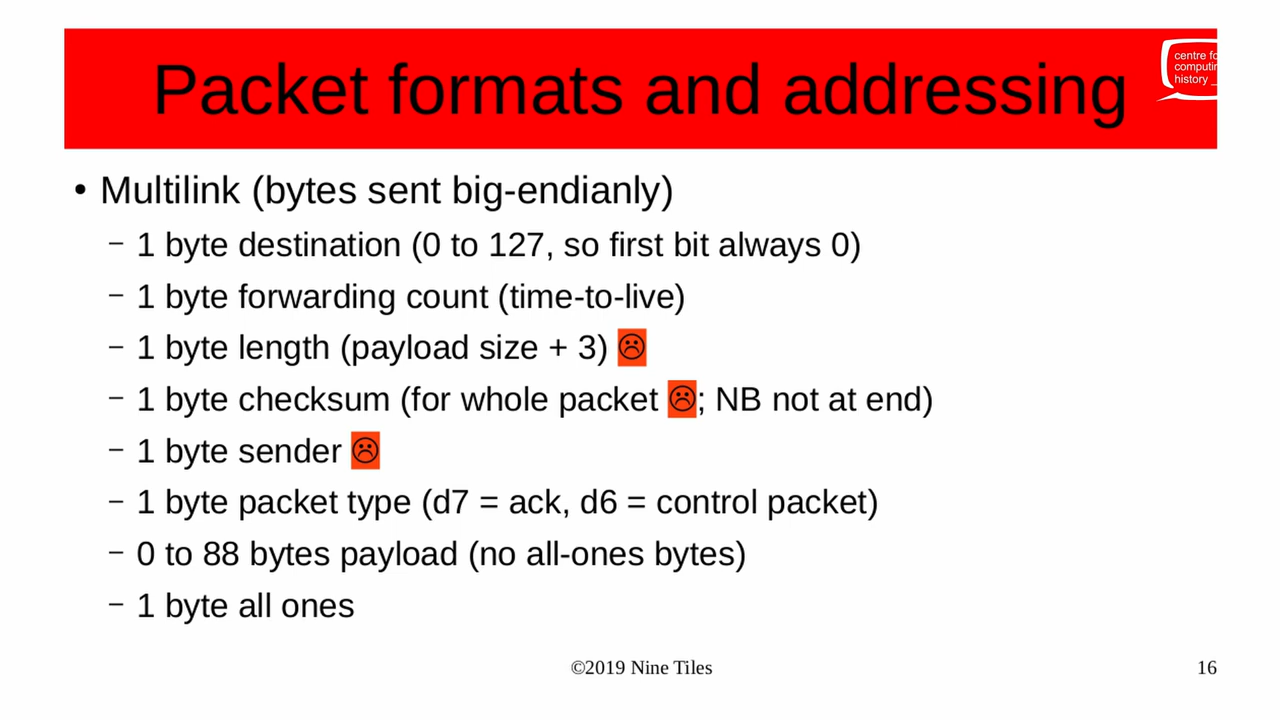 Packet formats and addressing
centre fo
computin
history _
• Multilink (bytes sent big-endianly)
– 1 byte destination (0 to 127, so first bit always 0)
– 1 byte forwarding count (time-to-live)
– 1 byte length (payload size + 3) ☹
– 1 byte checksum (for whole packet ☹; NB not at end)
– 1 byte sender ☹
– 1 byte packet type (d7 = ack, d6 = control packet)
– 0 to 88 bytes payload (no all-ones bytes)
– 1 byte all ones
©2019 Nine Tiles
16